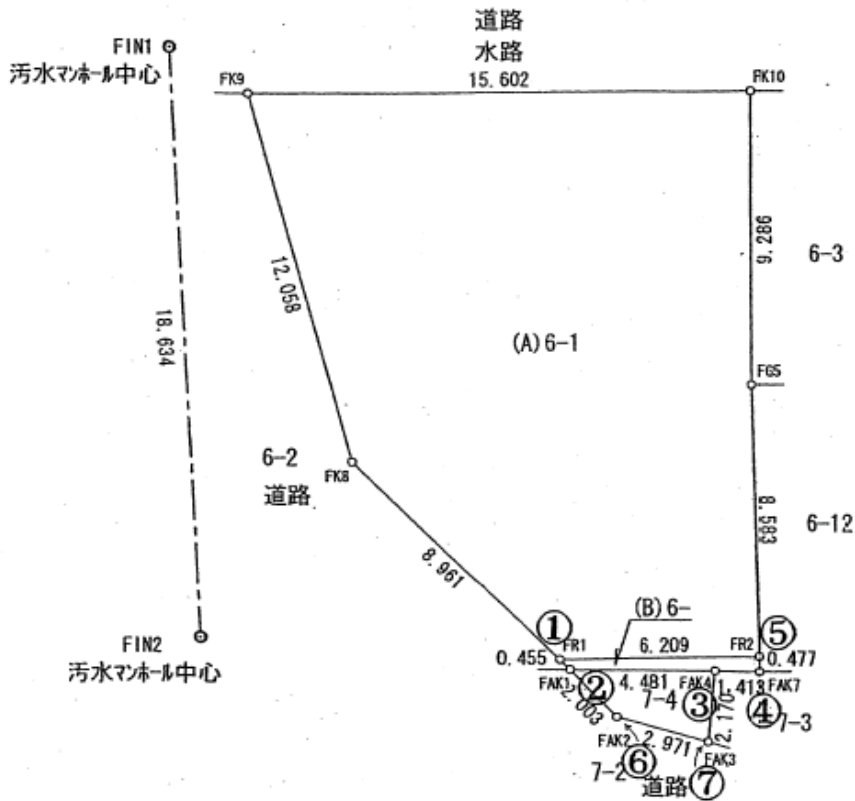 道路
水路
15.602
FIN1
汚水マンホール中心
FK9
FK10
9.286
6-3
12.058
18.634
(A) 6-1
FG5
6-2
道路
FK8
8.583
6-12
8.961
(B) 6-
①
FR1
6.209
FR2
⑤
FIN2
汚水マンホール中心
0.455
0.477
FAK1
②
4.481
FAK4
1.413
FAK7
2.003
7-4
③
2.170
④
7-3
FAK2
2.971
FAK3
⑥
7-2
道路
⑦